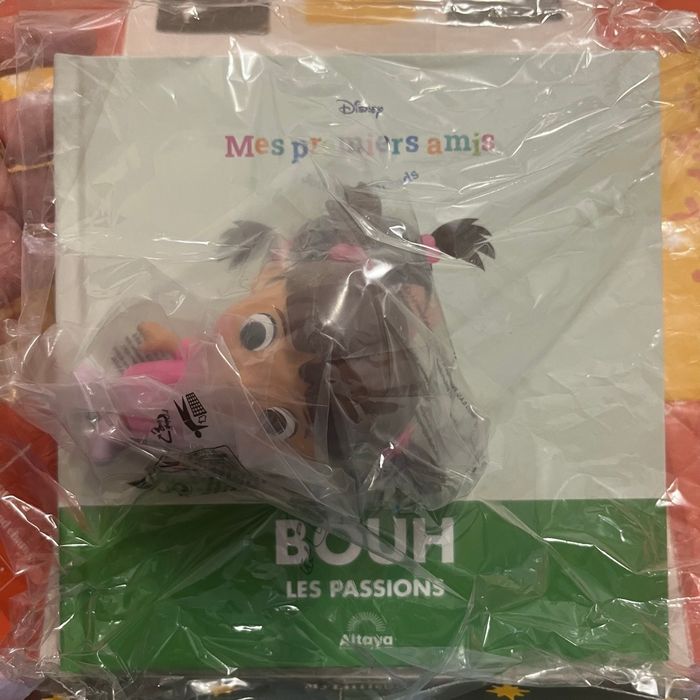 Disney
Mes premiers amis
BOUH
LES PASSIONS
Altaya